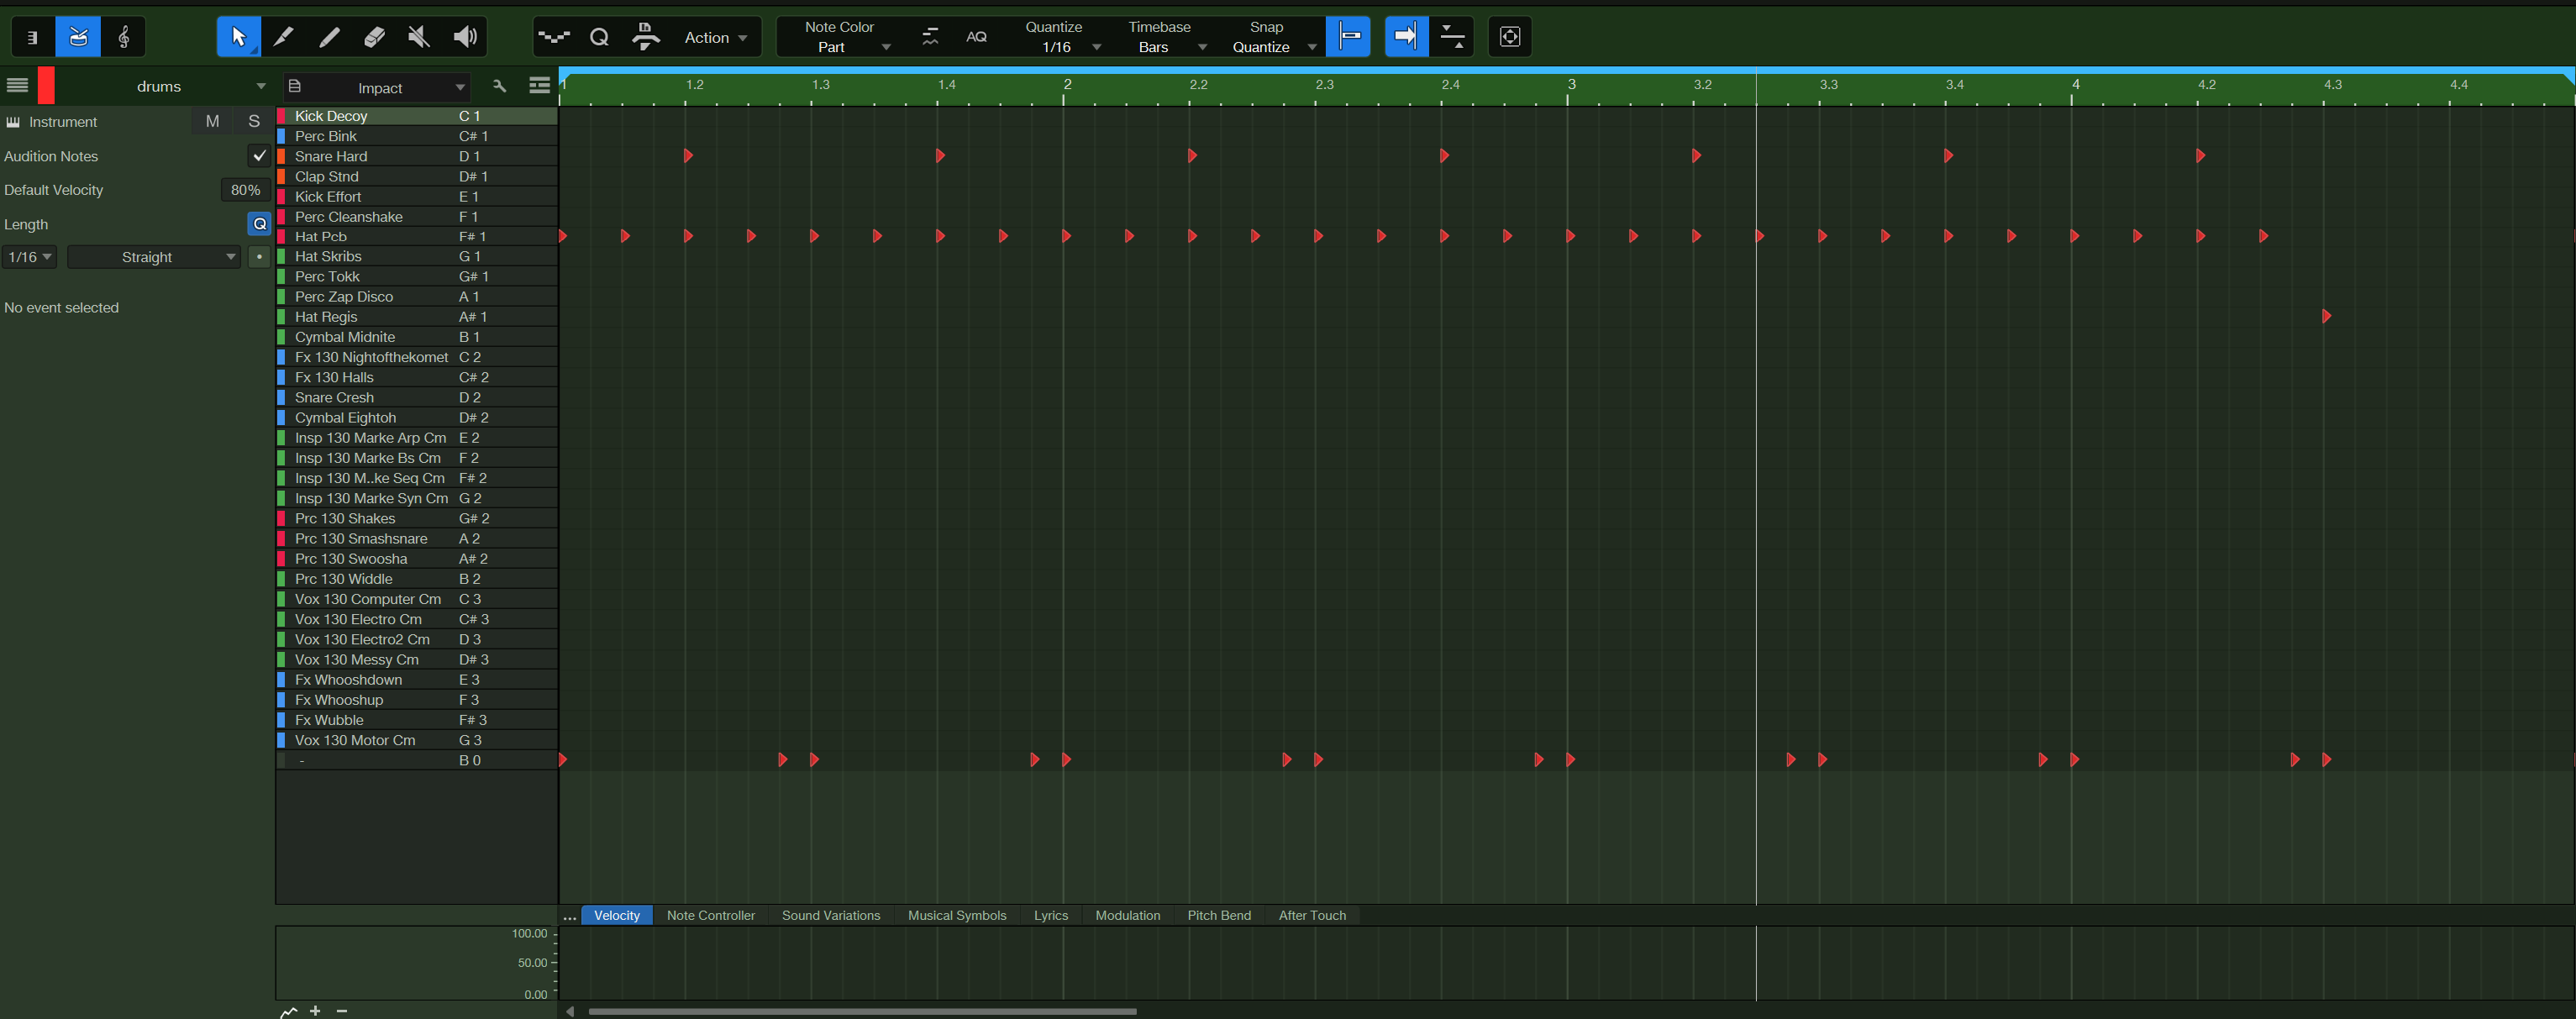 Note Color Quantize Timebase Snap
Q Action Part AQ 1/16 Bars Quantize
drums Impact 1 1.2 1.3 1.4 2 2.2 2.3 2.4 3 3.2 3.3 3.4 4 4.2 4.3 4.4
Instrument M S
Audition Notes
Default Velocity 80%
Length Q
1/16 Straight
No event selected
Kick Decoy C 1
Perc Bink C# 1
Snare Hard D 1
Clap Stnd D# 1
Kick Effort E 1
Perc Cleanshake F 1
Hat Pcb F# 1
Hat Skribs G 1
Perc Tokk G# 1
Perc Zap Disco A 1
Hat Regis A# 1
Cymbal Midnite B 1
Fx 130 Nightofthekomet C 2
Fx 130 Halls C# 2
Snare Cresh D 2
Cymbal Eightoh D# 2
Insp 130 Marke Arp Cm E 2
Insp 130 Marke Bs Cm F 2
Insp 130 M..ke Seq Cm F# 2
Insp 130 Marke Syn Cm G 2
Prc 130 Shakes G# 2
Prc 130 Smashsnare A 2
Prc 130 Swoosha A# 2
Prc 130 Widdle B 2
Vox 130 Computer Cm C 3
Vox 130 Electro Cm C# 3
Vox 130 Electro2 Cm D 3
Vox 130 Messy Cm D# 3
Fx Whooshdown E 3
Fx Whooshup F 3
Fx Wubble F# 3
Vox 130 Motor Cm G 3
- B 0
... Velocity Note Controller Sound Variations Musical Symbols Lyrics Modulation Pitch Bend After Touch
100.00
50.00
0.00